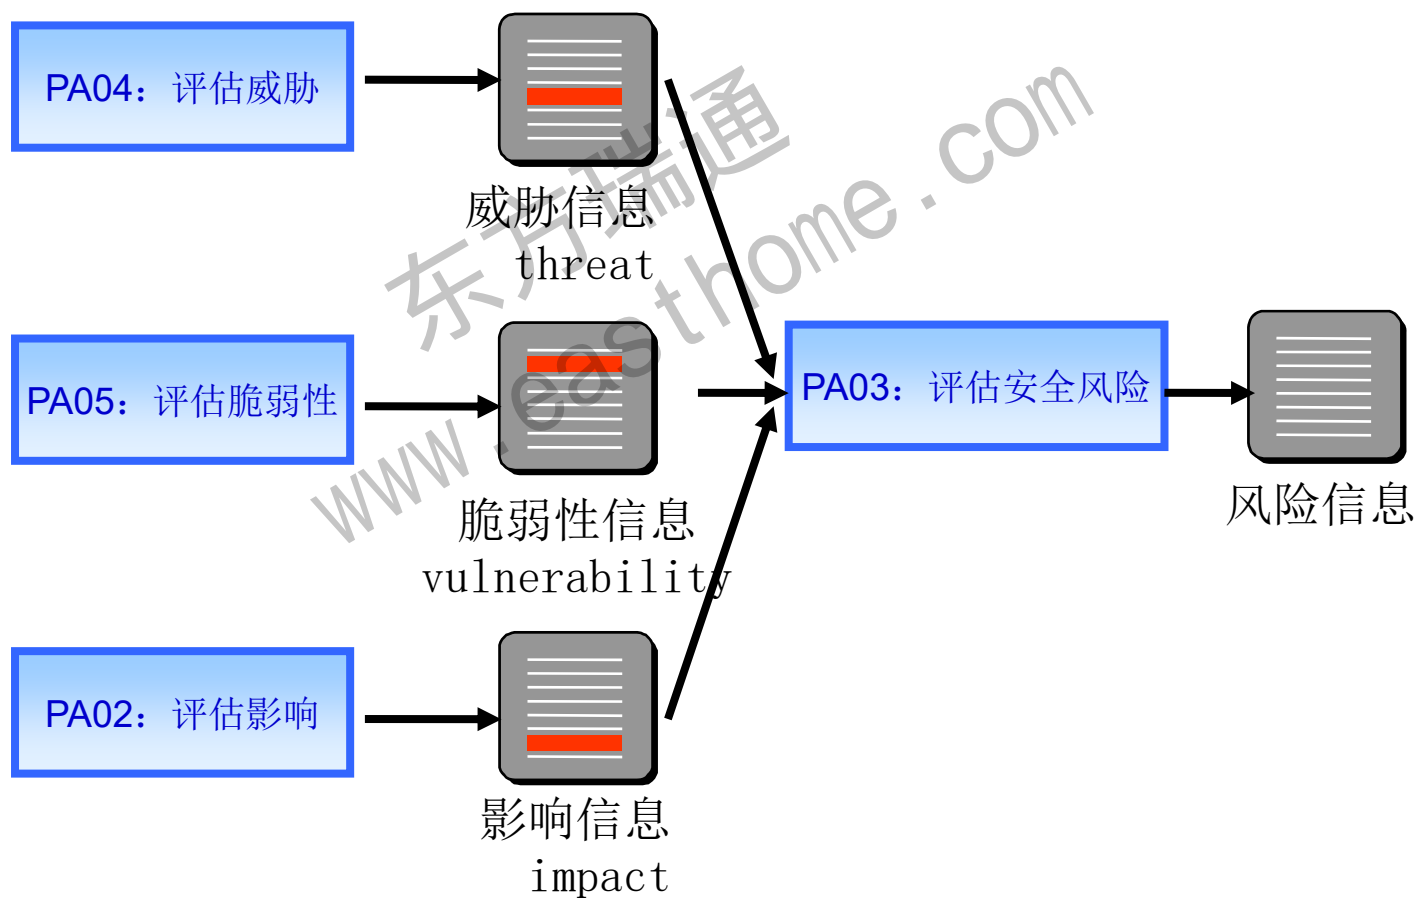 PA04：评估威胁
威胁信息
threat
PA05：评估脆弱性
脆弱性信息
vulnerability
PA02：评估影响
影响信息
impact
PA03：评估安全风险
风险信息
东方瑞通
www.easthome.com